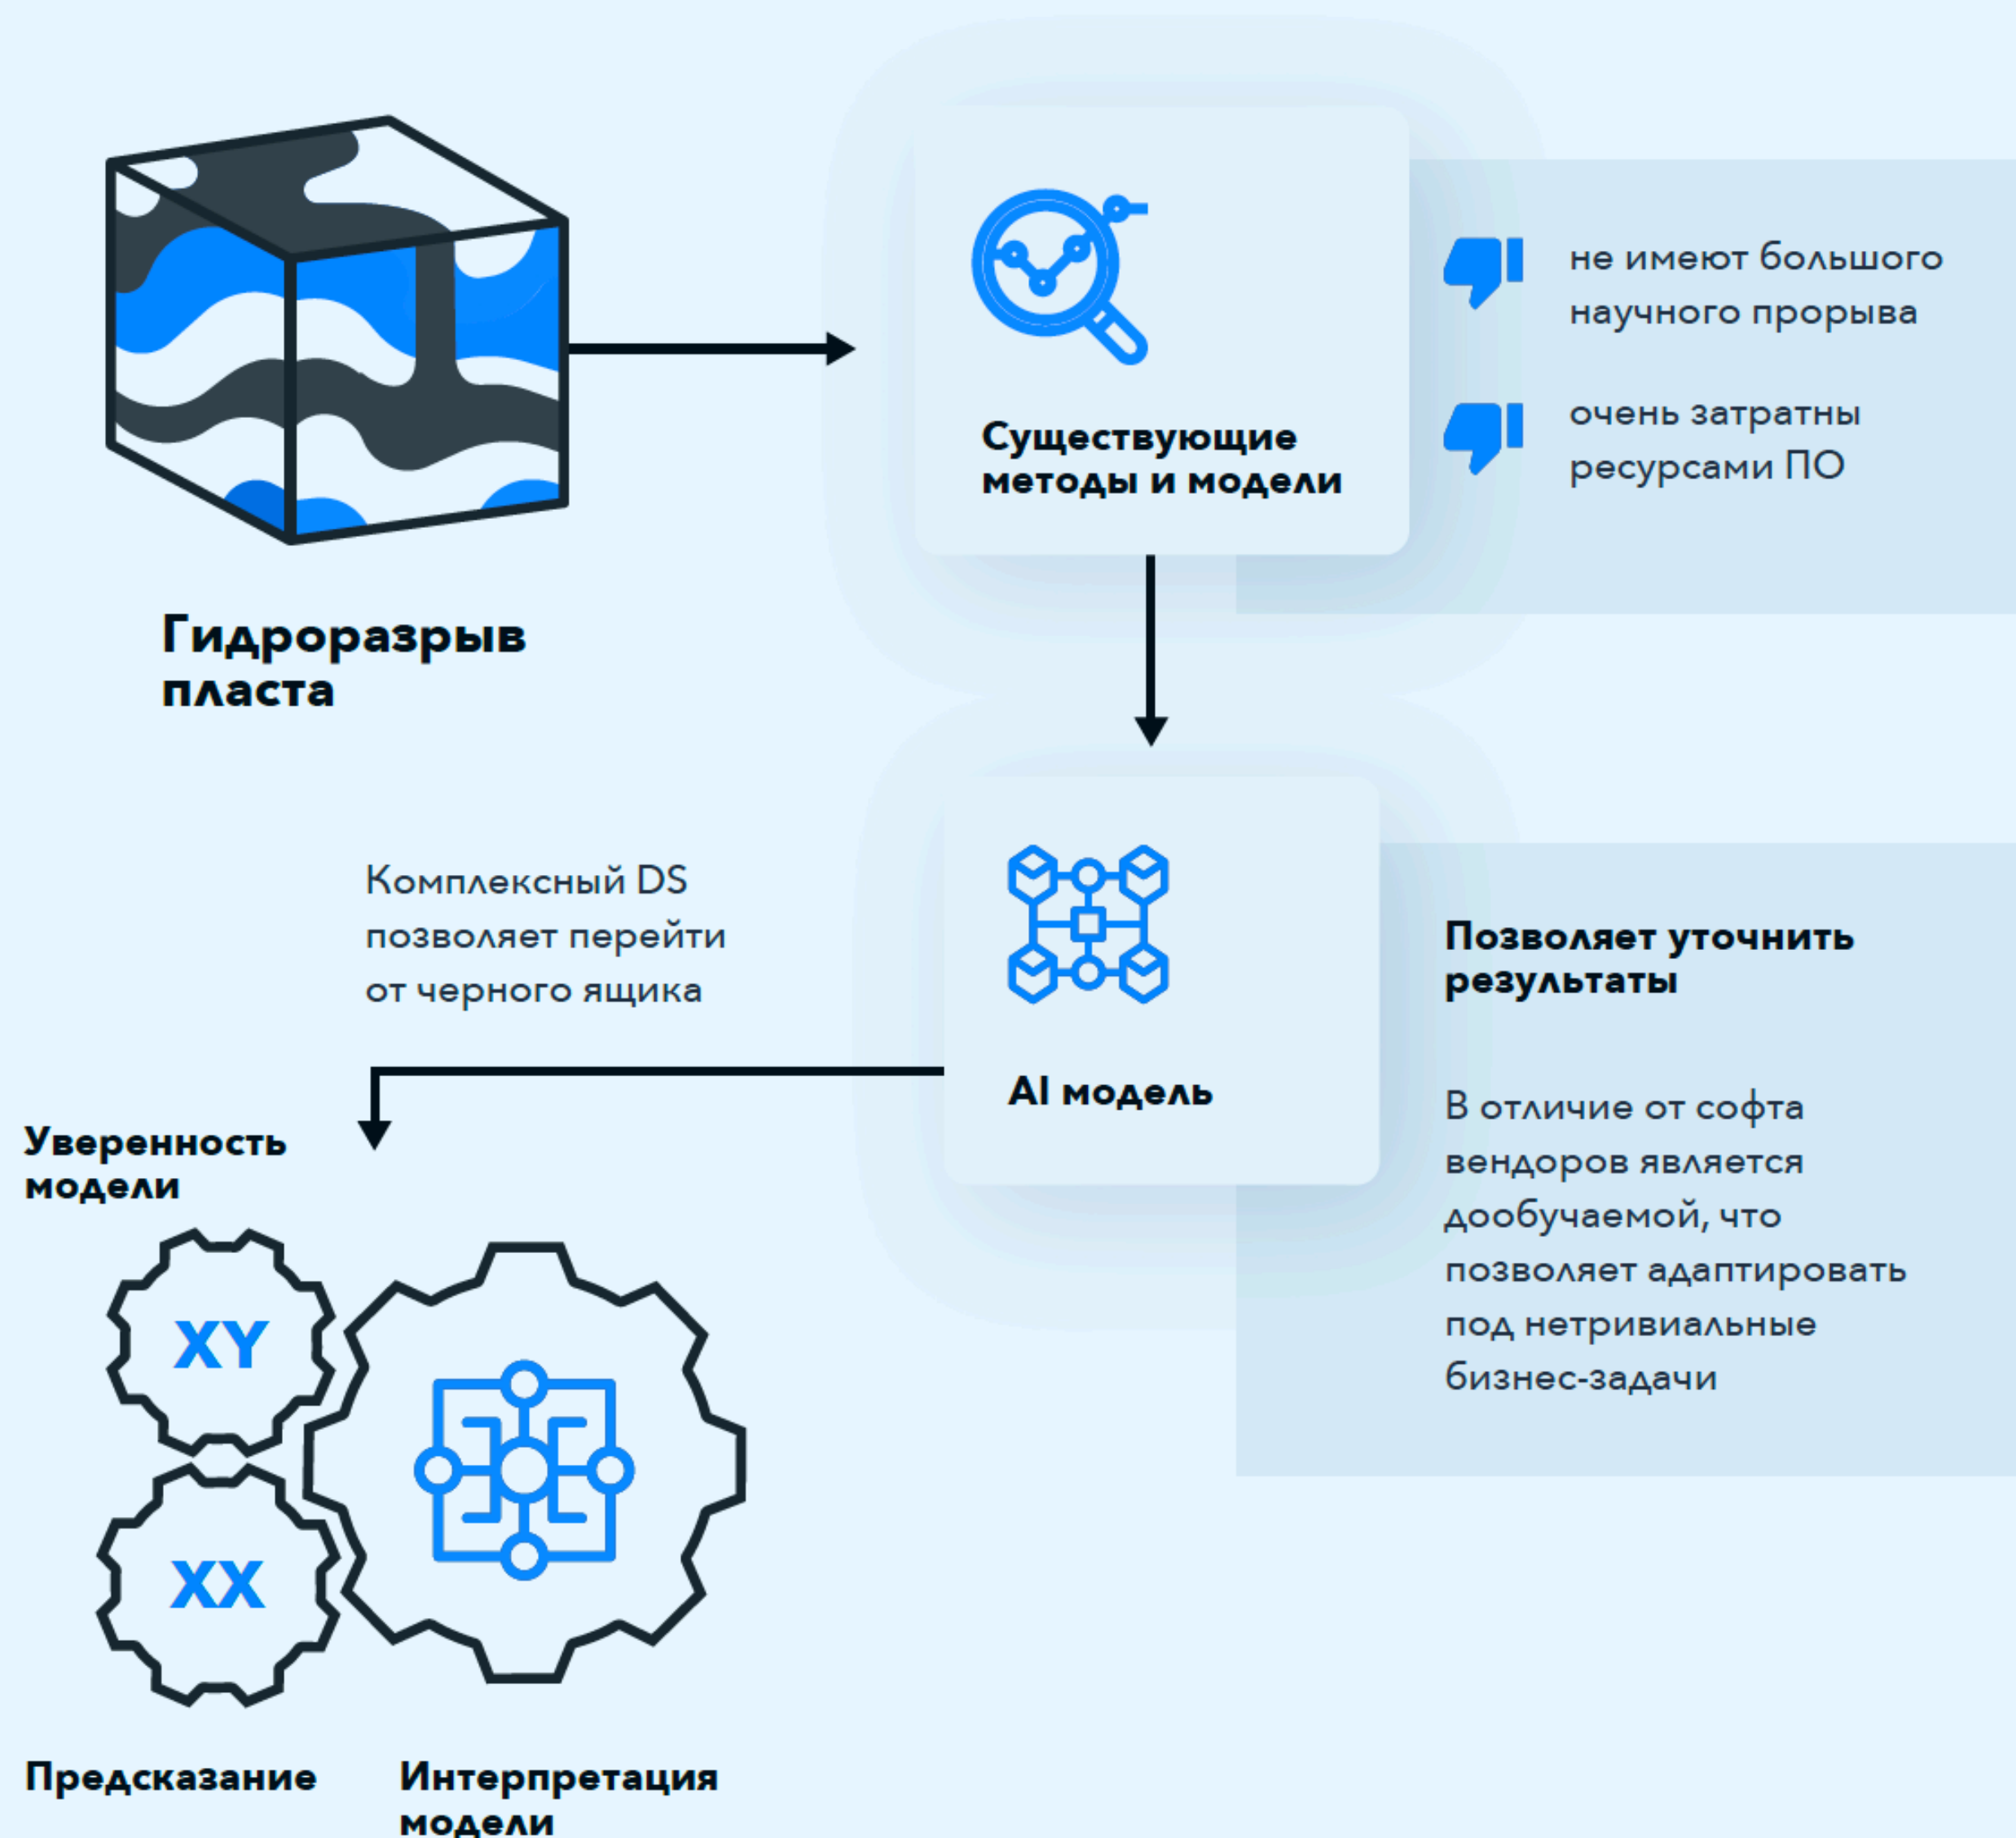 не имеют большого
научного прорыва
очень затратны
ресурсами ПО
Существующие
методы и модели
Гидроразрыв
пласта
Комплексный DS
позволяет перейти
от черного ящика
Позволяет уточнить
результаты
AI модель
В отличие от софта
вендоров является
дообучаемой, что
позволяет адаптировать
под нетривиальные
бизнес-задачи
Уверенность
модели
XY
XX
Предсказание
Интерпретация
модели